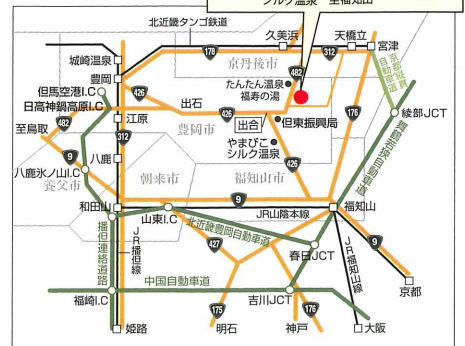 シルク温泉 至福知山
北近畿タンゴ鉄道
久美浜
天橋立
宮津
178
312
城崎温泉
京丹後市
豊岡
482
たんたん温泉
福寿の湯
京都縦貫
自動車道
但馬空港I.C
426
日高神鍋高原I.C
出石
426
176
綾部JCT
482
江原
出合
但東振興局
至鳥取
312
豊岡市
やまびこ
シルク温泉
舞鶴若狭自動車道
9
八鹿
426
八鹿氷ノ山I.C
養父市
朝来市
福知山市
9
和田山
JR山陰本線
福知山
山東I.C
北近畿豊岡自動車道
播但連絡道路
JR播但線
427
春日JCT
JR福知山線
9
中国自動車道
京都
福崎I.C
吉川JCT
175
176
姫路
明石
神戸
大阪